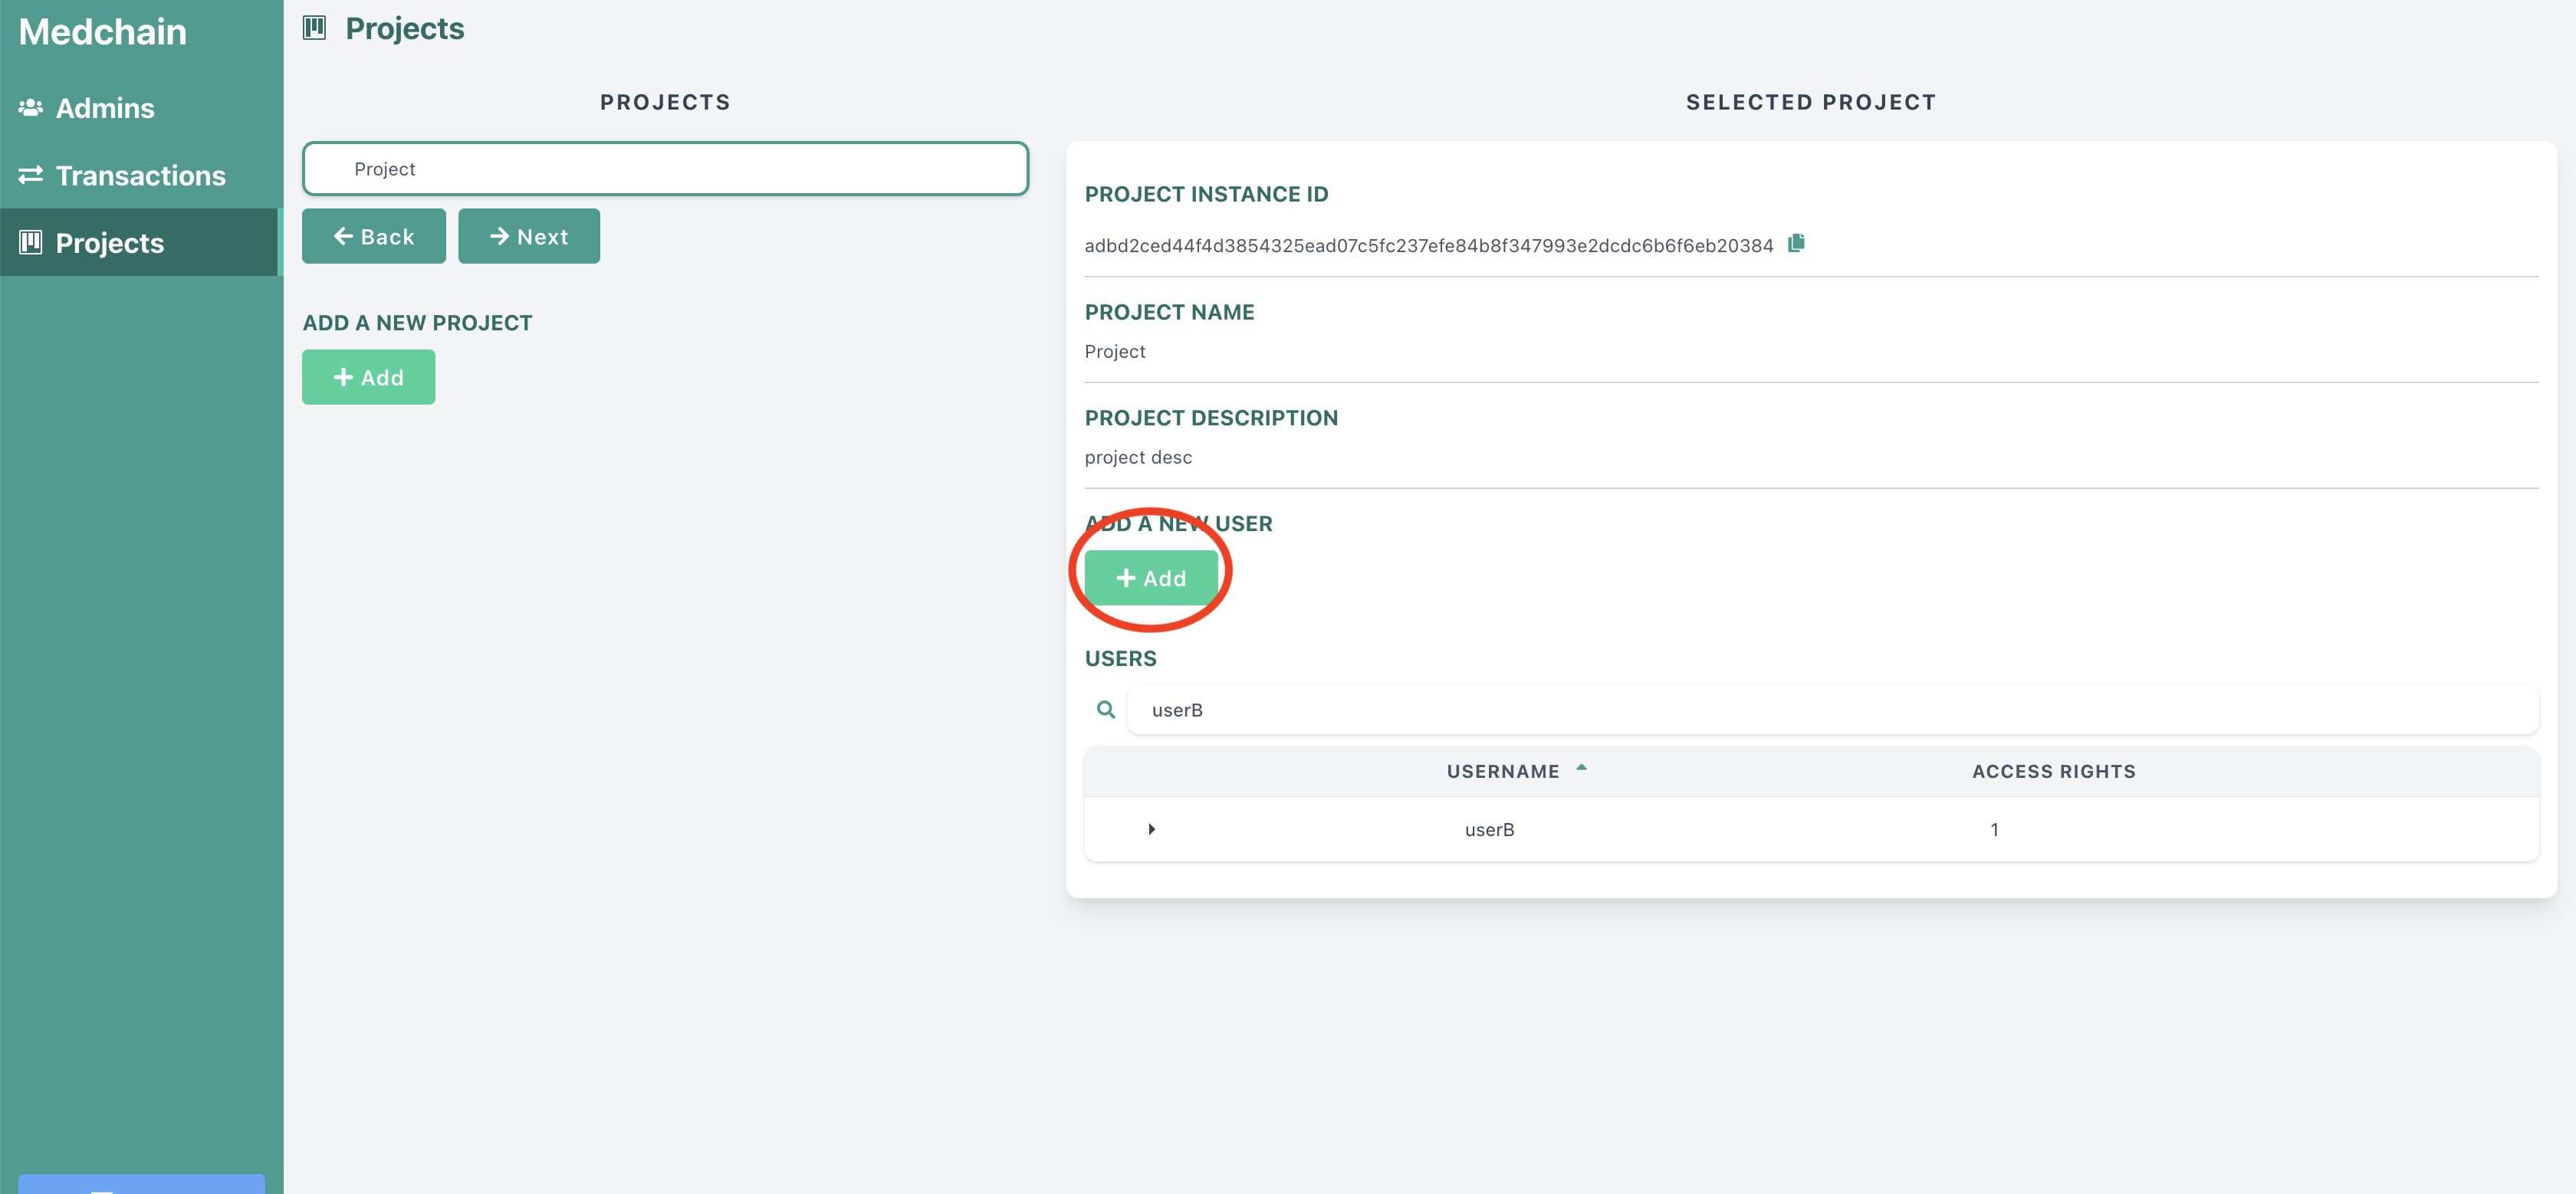 Medchain
Admins
Transactions
Projects
Projects
PROJECTS
Project
Back
Next
ADD A NEW PROJECT
Add
SELECTED PROJECT
PROJECT INSTANCE ID
adbd2ced44f4d3854325ead07c5fc237efe84b8f347993e2dcdc6b6f6eb20384
PROJECT NAME
Project
PROJECT DESCRIPTION
project desc
ADD A NEW USER
Add
USERS
userB
USERNAME ACCESS RIGHTS
userB 1